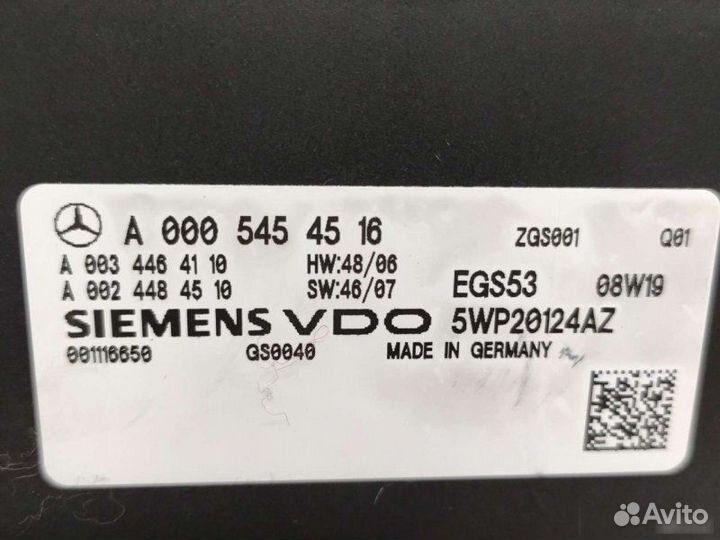 A 000 545 45 16 ZGS001 Q01
A 003 446 41 10 HW:48/06
A 002 448 45 10 SW:46/07 EGS53 08W19
SIEMENS VDO 5WP20124AZ
001116650 GS0040 MADE IN GERMANY
Avito